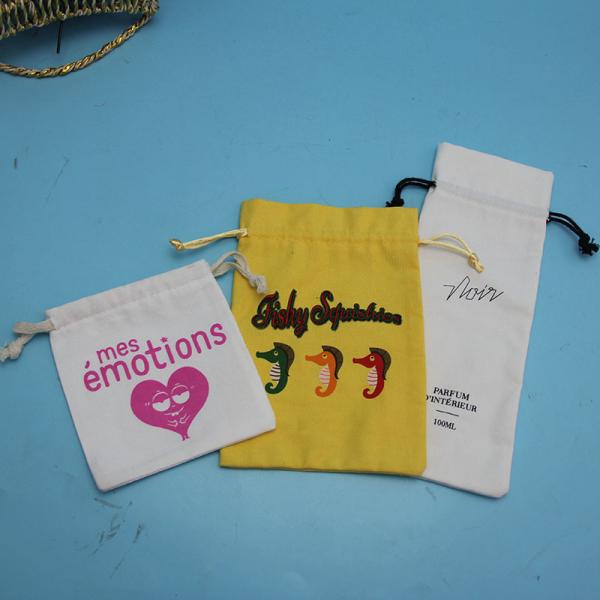 mes
émotions
Fishy Squishies
Noir
PARFUM
D'INTÉRIEUR
100ML